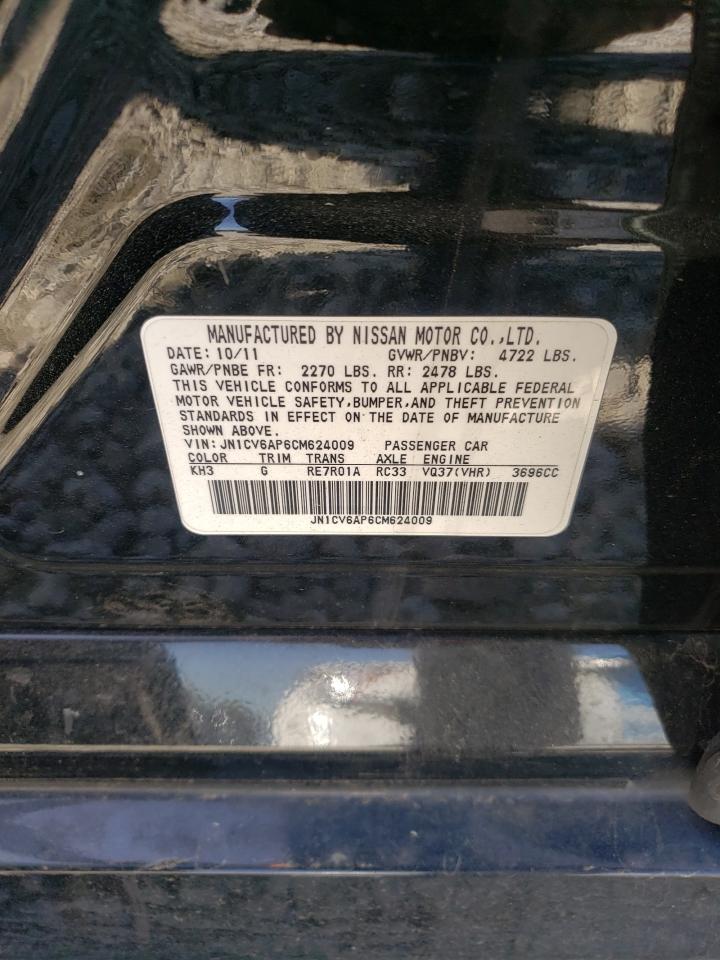 MANUFACTURED BY NISSAN MOTOR CO.,LTD.
DATE: 10/11 GVWR/PNBV: 4722 LBS.
GAWR/PNBE FR: 2270 LBS. RR: 2478 LBS.
THIS VEHICLE CONFORMS TO ALL APPLICABLE FEDERAL
MOTOR VEHICLE SAFETY,BUMPER,AND THEFT PREVENTION
STANDARDS IN EFFECT ON THE DATE OF MANUFACTURE
SHOWN ABOVE.
VIN: JN1CV6AP6CM624009 PASSENGER CAR
COLOR TRIM TRANS AXLE ENGINE
KH3 G RE7R01A RC33 VQ37(VHR) 3696CC
JN1CV6AP6CM624009